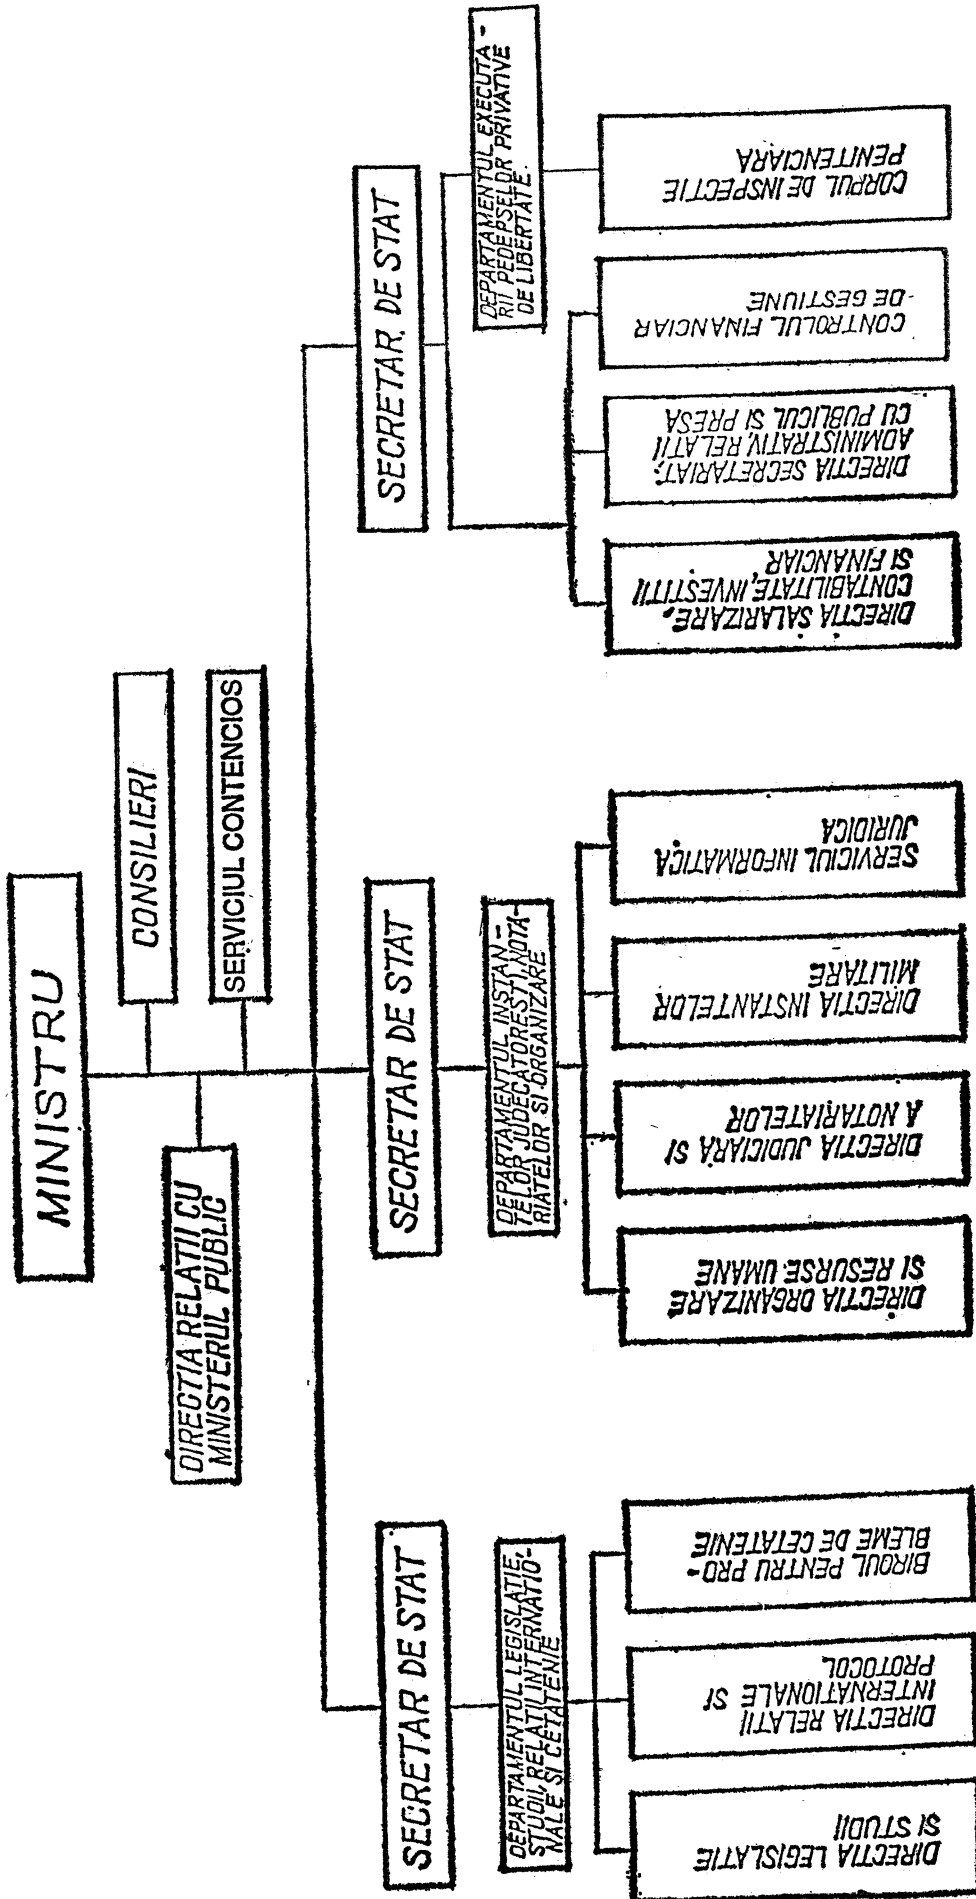 MINISTRU
CONSILIERI
DIRECTIA RELATII CU
MINISTERUL PUBLIC
SERVICIUL CONTENCIOS
SECRETAR DE STAT
SECRETAR DE STAT
SECRETAR DE STAT
DEPARTAMENTUL LEGISLATIE,
STUDII, RELATII INTERNATIO-
NALE SI CETATENIE
DEPARTAMENTUL INSTAN-
TELOR JUDECATORESTI, NOTA-
RIATELOR SI ORGANIZARE
DEPARTAMENTUL EXECUTA-
RII PEDEPSELOR PRIVATIVE
DE LIBERTATE.
DIRECTIA LEGISLATIE
SI STUDII
DIRECTIA RELATII
INTERNATIONALE SI
PROTOCOL
BIROUL PENTRU PRO-
BLEME DE CETATENIE
DIRECTIA ORGANIZARE
SI RESURSE UMANE
DIRECTIA JUDICIARA SI
A NOTARIATELOR
DIRECTIA INSTANTELOR
MILITARE
SERVICIUL INFORMATICA
JURIDICA
DIRECTIA SALARIZARE,
CONTABILITATE, INVESTITII
SI FINANCIAR
DIRECTIA SECRETARIAT,
ADMINISTRATIV, RELATII
CU PUBLICUL SI PRESA
CONTROLUL FINANCIAR
-DE GESTIUNE
CORPUL DE INSPECTIE
PENITENCIARA